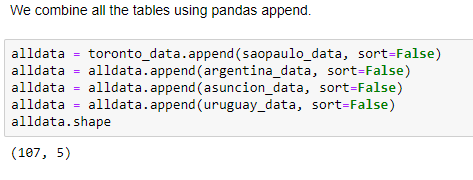 We combine all the tables using pandas append.
alldata = toronto_data.append(saopaulo_data, sort=False)
alldata = alldata.append(argentina_data, sort=False)
alldata = alldata.append(asuncion_data, sort=False)
alldata = alldata.append(uruguay_data, sort=False)
alldata.shape
(107, 5)